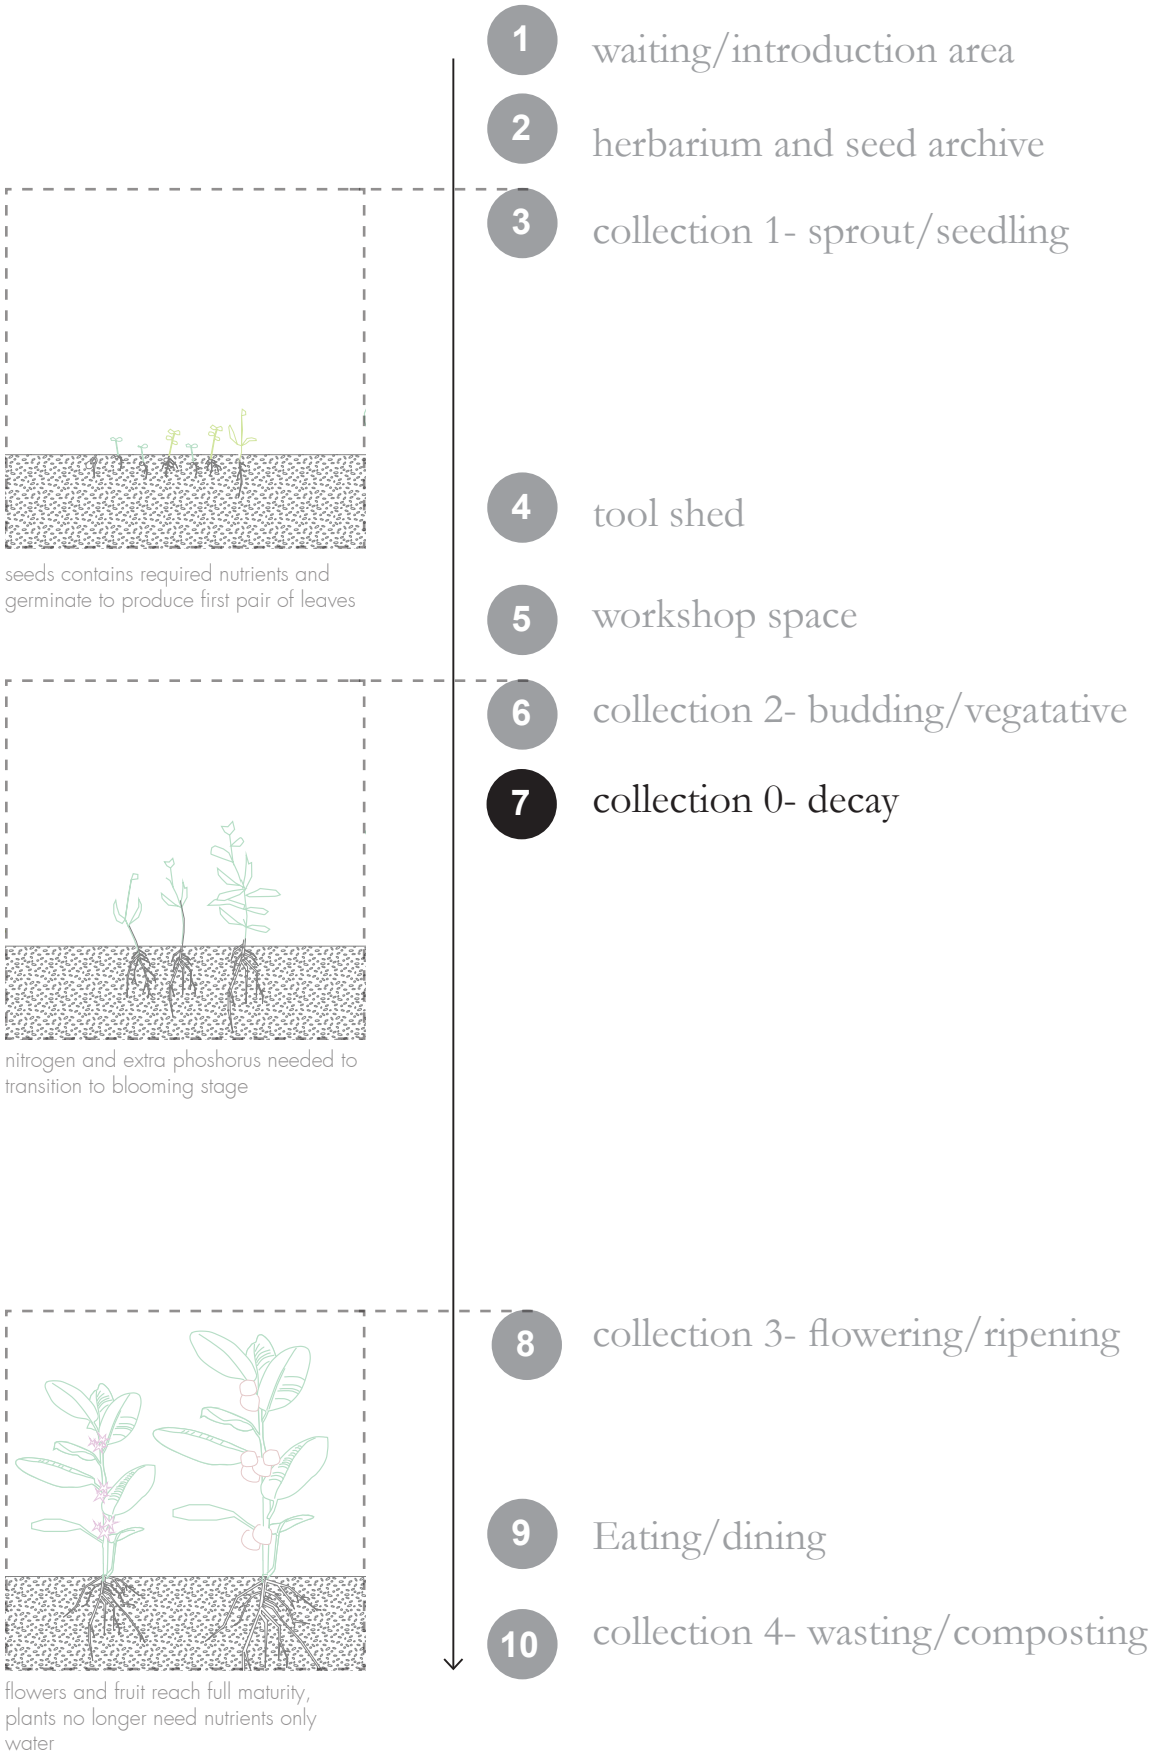 1 waiting/introduction area
2 herbarium and seed archive
3 collection 1- sprout/seedling
4 tool shed
seeds contains required nutrients and
germinate to produce first pair of leaves
5 workshop space
6 collection 2- budding/vegatative
7 collection 0- decay
nitrogen and extra phoshorus needed to
transition to blooming stage
8 collection 3- flowering/ripening
9 Eating/dining
10 collection 4- wasting/composting
flowers and fruit reach full maturity,
plants no longer need nutrients only
water